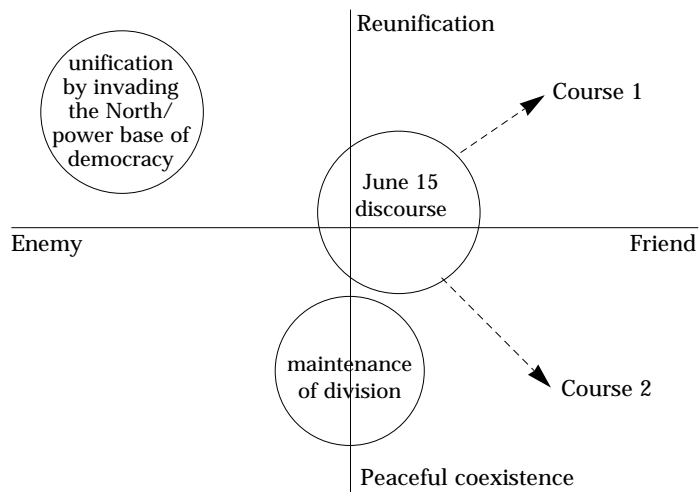 Reunification
unification
by invading
the North/
power base of
democracy
Course 1
June 15
discourse
Enemy
Friend
maintenance
of division
Course 2
Peaceful coexistence